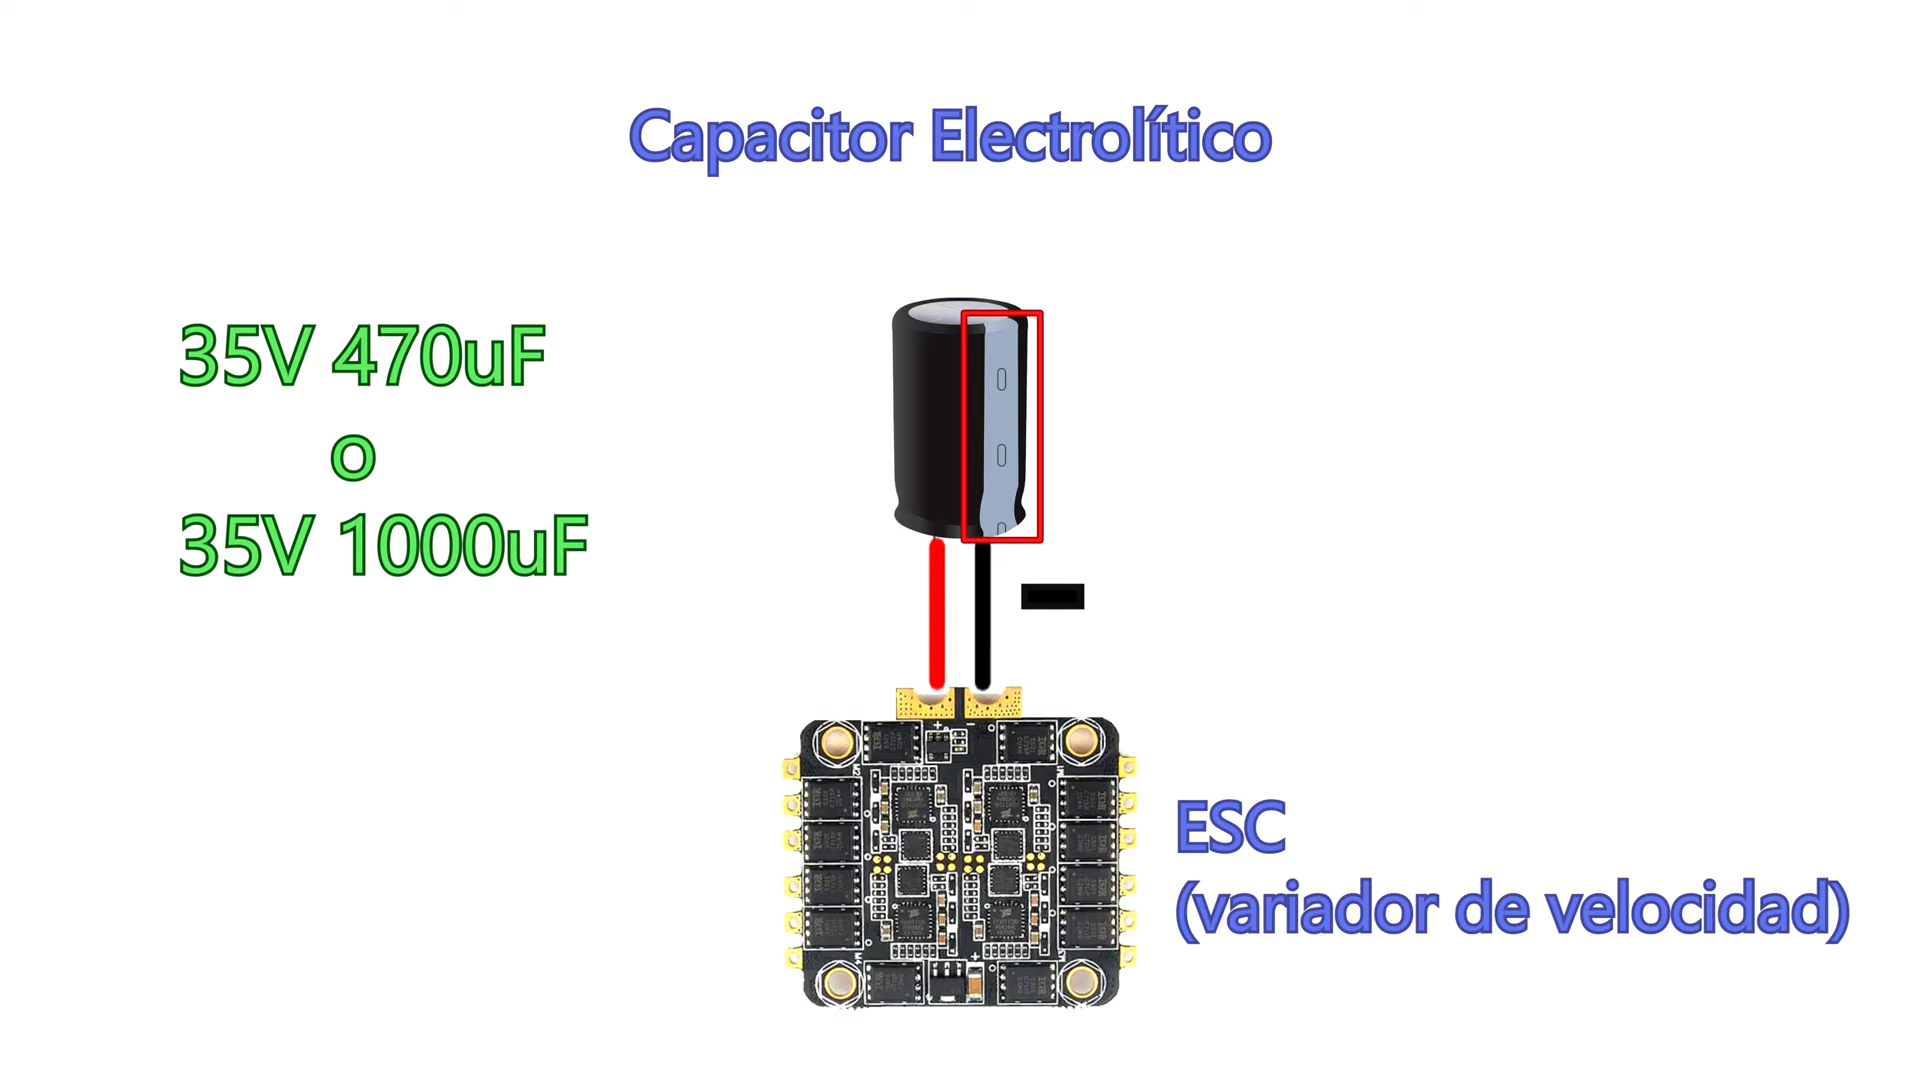 Capacitor Electrolítico
35V 470uF
o
35V 1000uF
ESC
(variador de velocidad)